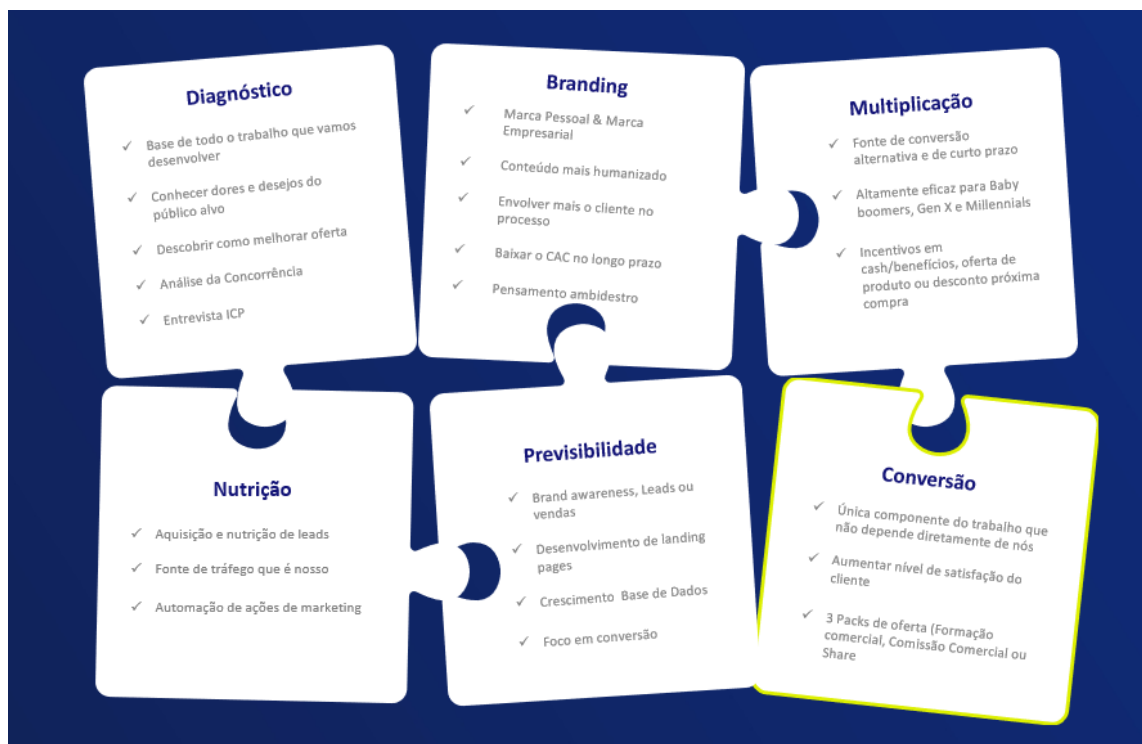 Diagnóstico
✓ Base de todo o trabalho que vamos
desenvolver
✓ Conhecer dores e desejos do
público alvo
✓ Descobrir como melhorar oferta
✓ Análise da Concorrência
✓ Entrevista ICP
Branding
✓ Marca Pessoal & Marca
Empresarial
✓ Conteúdo mais humanizado
✓ Envolver mais o cliente no
processo
✓ Baixar o CAC no longo prazo
✓ Pensamento ambidestro
Multiplicação
✓ Fonte de conversão
alternativa e de curto prazo
✓ Altamente eficaz para Baby
boomers, Gen X e Millennials
✓ Incentivos em
cash/benefícios, oferta de
produto ou desconto próxima
compra
Nutrição
✓ Aquisição e nutrição de leads
✓ Fonte de tráfego que é nosso
✓ Automação de ações de marketing
Previsibilidade
✓ Brand awareness, Leads ou
vendas
✓ Desenvolvimento de landing
pages
✓ Crescimento Base de Dados
✓ Foco em conversão
Conversão
✓ Única componente do trabalho que
não depende diretamente de nós
✓ Aumentar nível de satisfação do
cliente
✓ 3 Packs de oferta (Formação
comercial, Comissão Comercial ou
Share